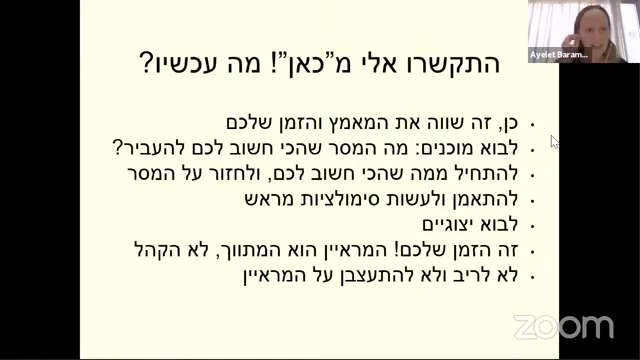 Ayelet Baram...
התקשרו אלי מ"כאן"! מה עכשיו?
כן, זה שווה את המאמץ והזמן שלכם
לבוא מוכנים: מה המסר שהכי חשוב לכם להעביר?
להתחיל ממה שהכי חשוב לכם, ולחזור על המסר
להתאמן ולעשות סימולציות מראש
לבוא יצוגיים
זה הזמן שלכם! המראיין הוא המתווך, לא הקהל
לא לריב ולא להתעצבן על המראיין
zoom